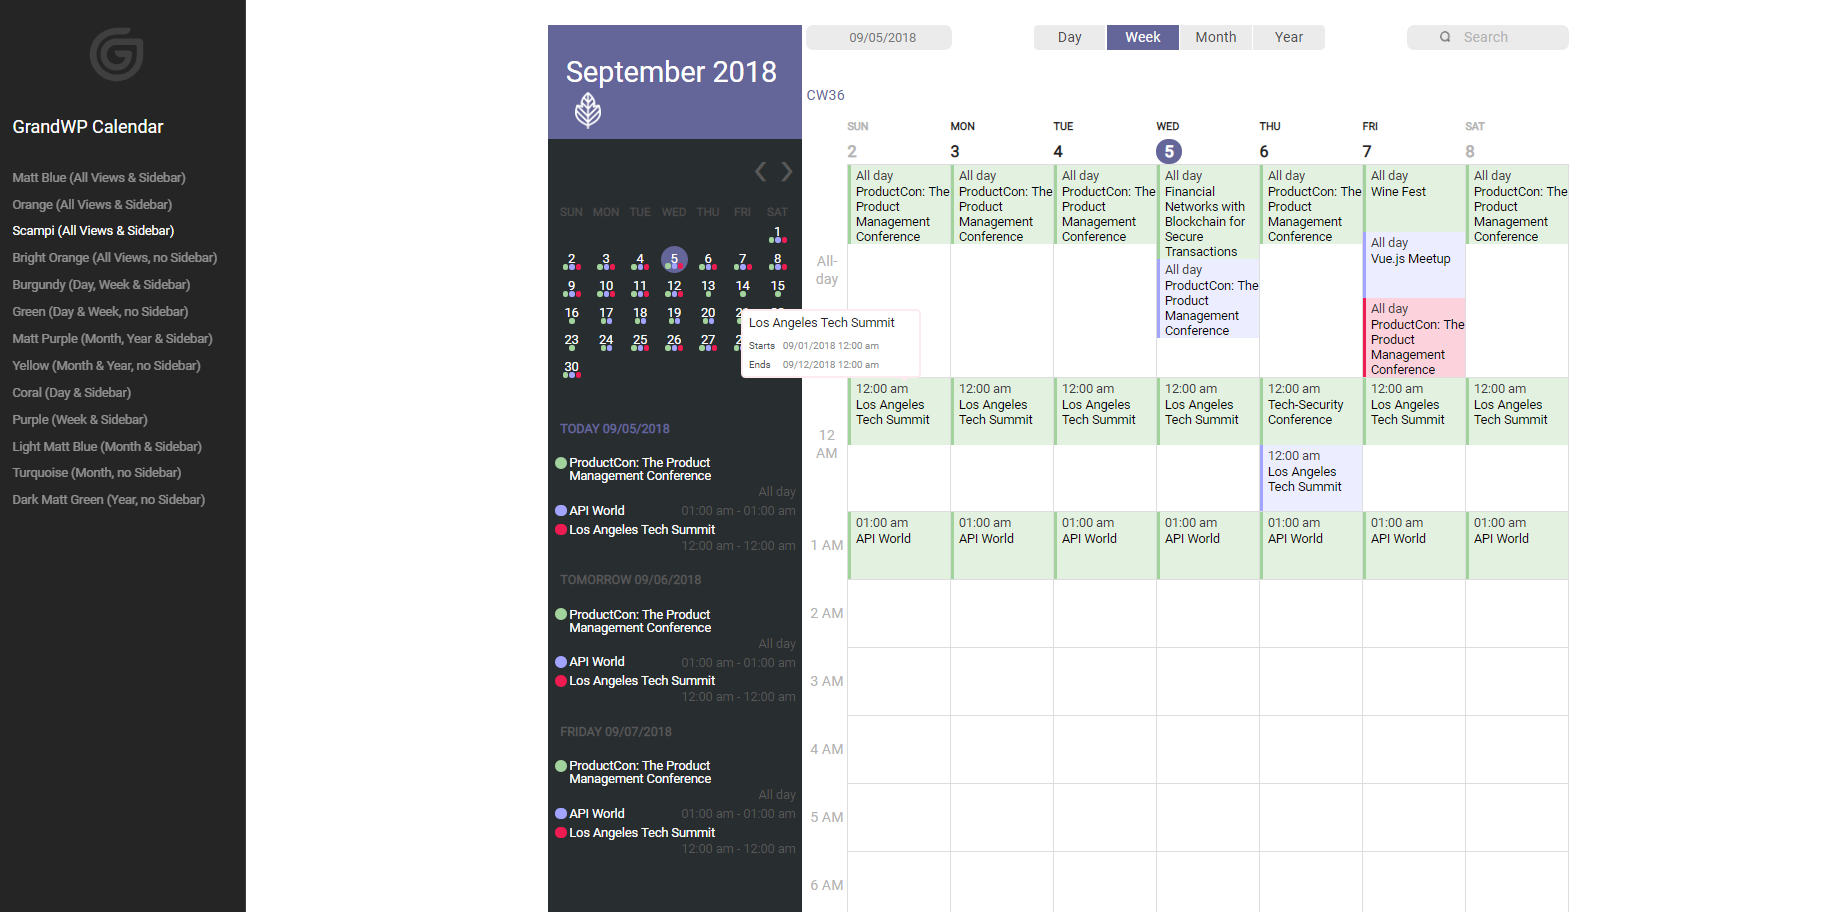 GrandWP Calendar
Matt Blue (All Views & Sidebar)
Orange (All Views & Sidebar)
Scampi (All Views & Sidebar)
Bright Orange (All Views, no Sidebar)
Burgundy (Day, Week & Sidebar)
Green (Day & Week, no Sidebar)
Matt Purple (Month, Year & Sidebar)
Yellow (Month & Year, no Sidebar)
Coral (Day & Sidebar)
Purple (Week & Sidebar)
Light Matt Blue (Month & Sidebar)
Turquoise (Month, no Sidebar)
Dark Matt Green (Year, no Sidebar)
September 2018
SUN MON TUE WED THU FRI SAT
1
2 3 4 5 6 7 8
9 10 11 12 13 14 15
16 17 18 19 20
23 24 25 26 27
30
Los Angeles Tech Summit
Starts 09/01/2018 12:00 am
Ends 09/12/2018 12:00 am
TODAY 09/05/2018
ProductCon: The Product
Management Conference
All day
API World 01:00 am - 01:00 am
Los Angeles Tech Summit
12:00 am - 12:00 am
TOMORROW 09/06/2018
ProductCon: The Product
Management Conference
All day
API World 01:00 am - 01:00 am
Los Angeles Tech Summit
12:00 am - 12:00 am
FRIDAY 09/07/2018
ProductCon: The Product
Management Conference
All day
API World 01:00 am - 01:00 am
Los Angeles Tech Summit
12:00 am - 12:00 am
09/05/2018
Day Week Month Year
Search
CW36
SUN MON TUE WED THU FRI SAT
2 3 4 5 6 7 8
All-
day
All day
ProductCon: The
Product
Management
Conference
All day
ProductCon: The
Product
Management
Conference
All day
ProductCon: The
Product
Management
Conference
All day
Financial
Networks with
Blockchain for
Secure
Transactions
All day
ProductCon: The
Product
Management
Conference
All day
ProductCon: The
Product
Management
Conference
All day
Wine Fest
All day
Vue.js Meetup
All day
ProductCon: The
Product
Management
Conference
All day
ProductCon: The
Product
Management
Conference
12
AM
12:00 am
Los Angeles
Tech Summit
12:00 am
Los Angeles
Tech Summit
12:00 am
Los Angeles
Tech Summit
12:00 am
Los Angeles
Tech Summit
12:00 am
Tech-Security
Conference
12:00 am
Los Angeles
Tech Summit
12:00 am
Los Angeles
Tech Summit
12:00 am
Los Angeles
Tech Summit
1 AM
01:00 am
API World
01:00 am
API World
01:00 am
API World
01:00 am
API World
01:00 am
API World
01:00 am
API World
01:00 am
API World
2 AM
3 AM
4 AM
5 AM
6 AM